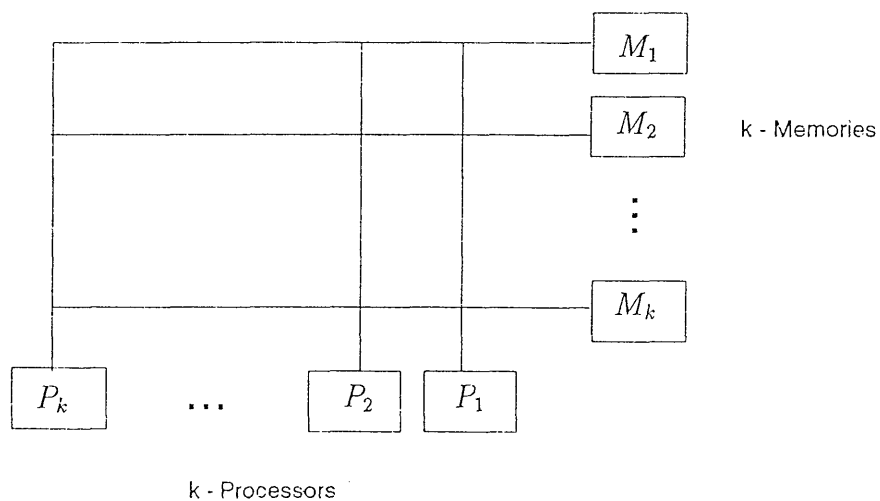 M₁
M₂
k - Memories
⋮
Mₖ
Pₖ ... P₂ P₁
k - Processors